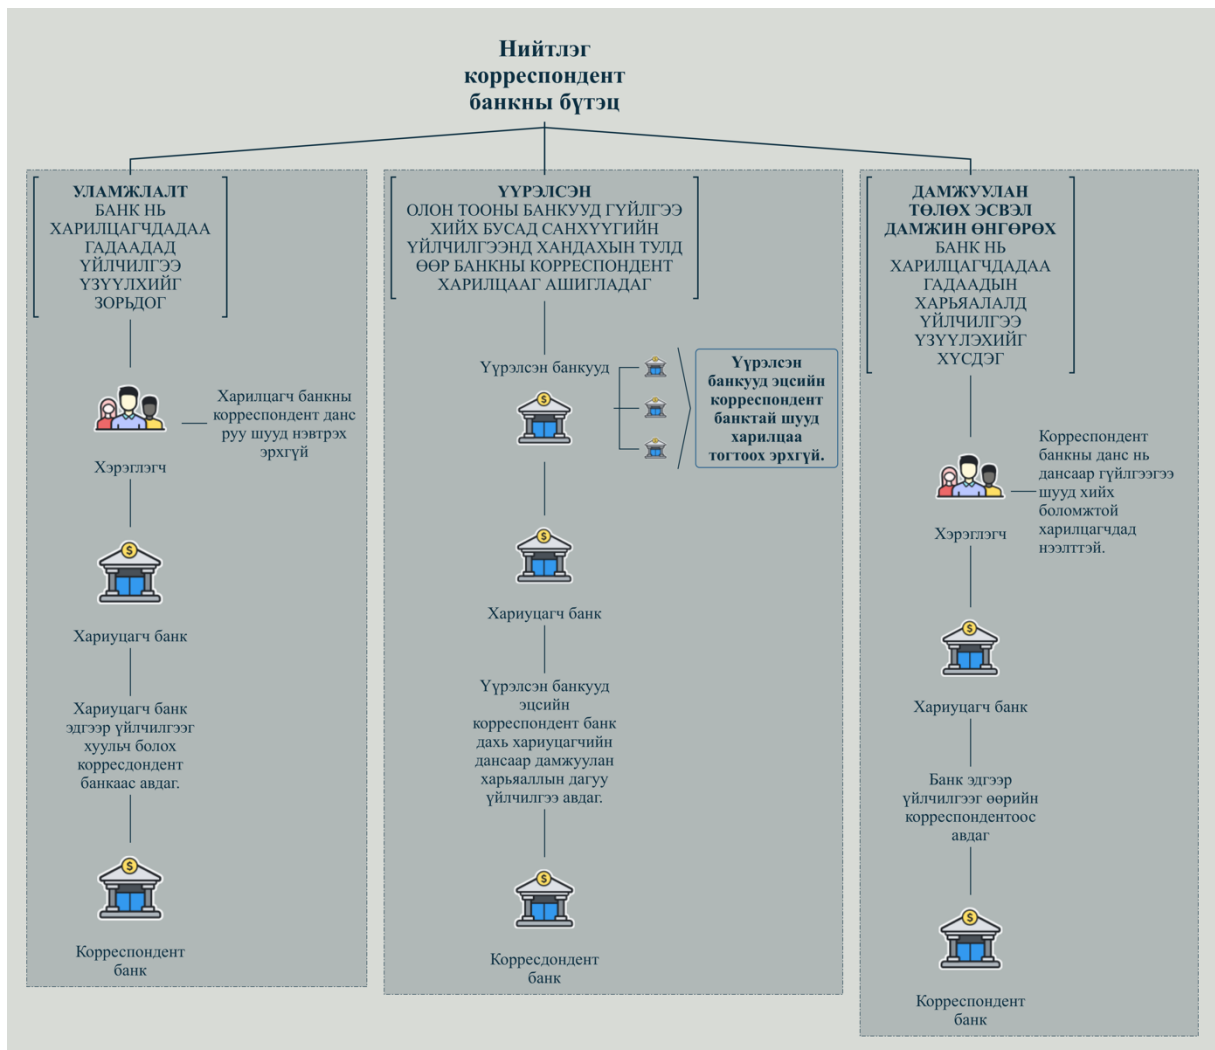 Нийтлэг
корреспондент
банкны бүтэц
УЛАМЖЛАЛТ
БАНК НЬ
ХАРИЛЦАГЧДАДАА
ГАДААДАД
ҮЙЛЧИЛГЭЭ
ҮЗҮҮЛХИЙГ
ЗОРЬДОГ
Харилцагч банкны
корреспондент данс
руу шууд нэвтрэх
эрхгүй
Хэрэглэгч
Хариуцагч банк
Хариуцагч банк
эдгээр үйлчилгээг
хуульч болох
корресдондент
банкаас авдаг.
Корреспондент
банк
ҮҮРЭЛСЭН
ОЛОН ТООНЫ БАНКУУД ГҮЙЛГЭЭ
ХИЙХ БУСАД САНХҮҮГИЙН
ҮЙЛЧИЛГЭЭНД ХАНДАХЫН ТУЛД
ӨӨР БАНКНЫ КОРРЕСПОНДЕНТ
ХАРИЛЦААГ АШИГЛАДАГ
Үүрэлсэн банкууд
Үүрэлсэн
банкууд эцсийн
корреспондент
банктай шууд
харилцаа
тогтоох эрхгүй.
Хариуцагч банк
Үүрэлсэн банкууд
эцсийн
корреспондент банк
дахь хариуцагчийн
дансаар дамжуулан
харьяаллын дагуу
үйлчилгээ авдаг.
Корресдондент
банк
ДАМЖУУЛАН
ТӨЛӨХ ЭСВЭЛ
ДАМЖИН ӨНГӨРӨХ
БАНК НЬ
ХАРИЛЦАГЧДАДАА
ГАДААДЫН
ХАРЬЯАЛАЛД
ҮЙЛЧИЛГЭЭ
ҮЗҮҮЛЭХИЙГ
ХҮСДЭГ
Корреспондент
банкны данс нь
дансаар гүйлгээгээ
шууд хийх
боломжтой
харилцагчдад
нээлттэй.
Хэрэглэгч
Хариуцагч банк
Банк эдгээр
үйлчилгээг өөрийн
корреспондентоос
авдаг
Корреспондент
банк